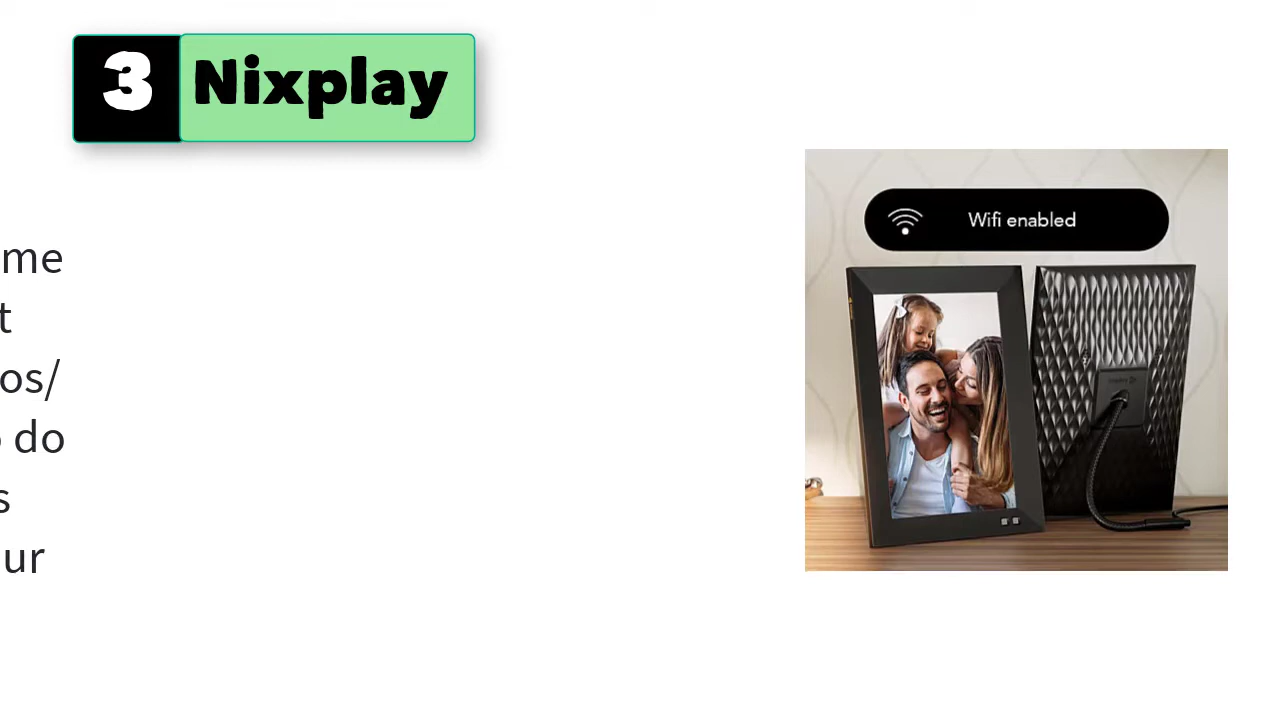 3 Nixplay
me
t
os/
do
s
ur
Wifi enabled